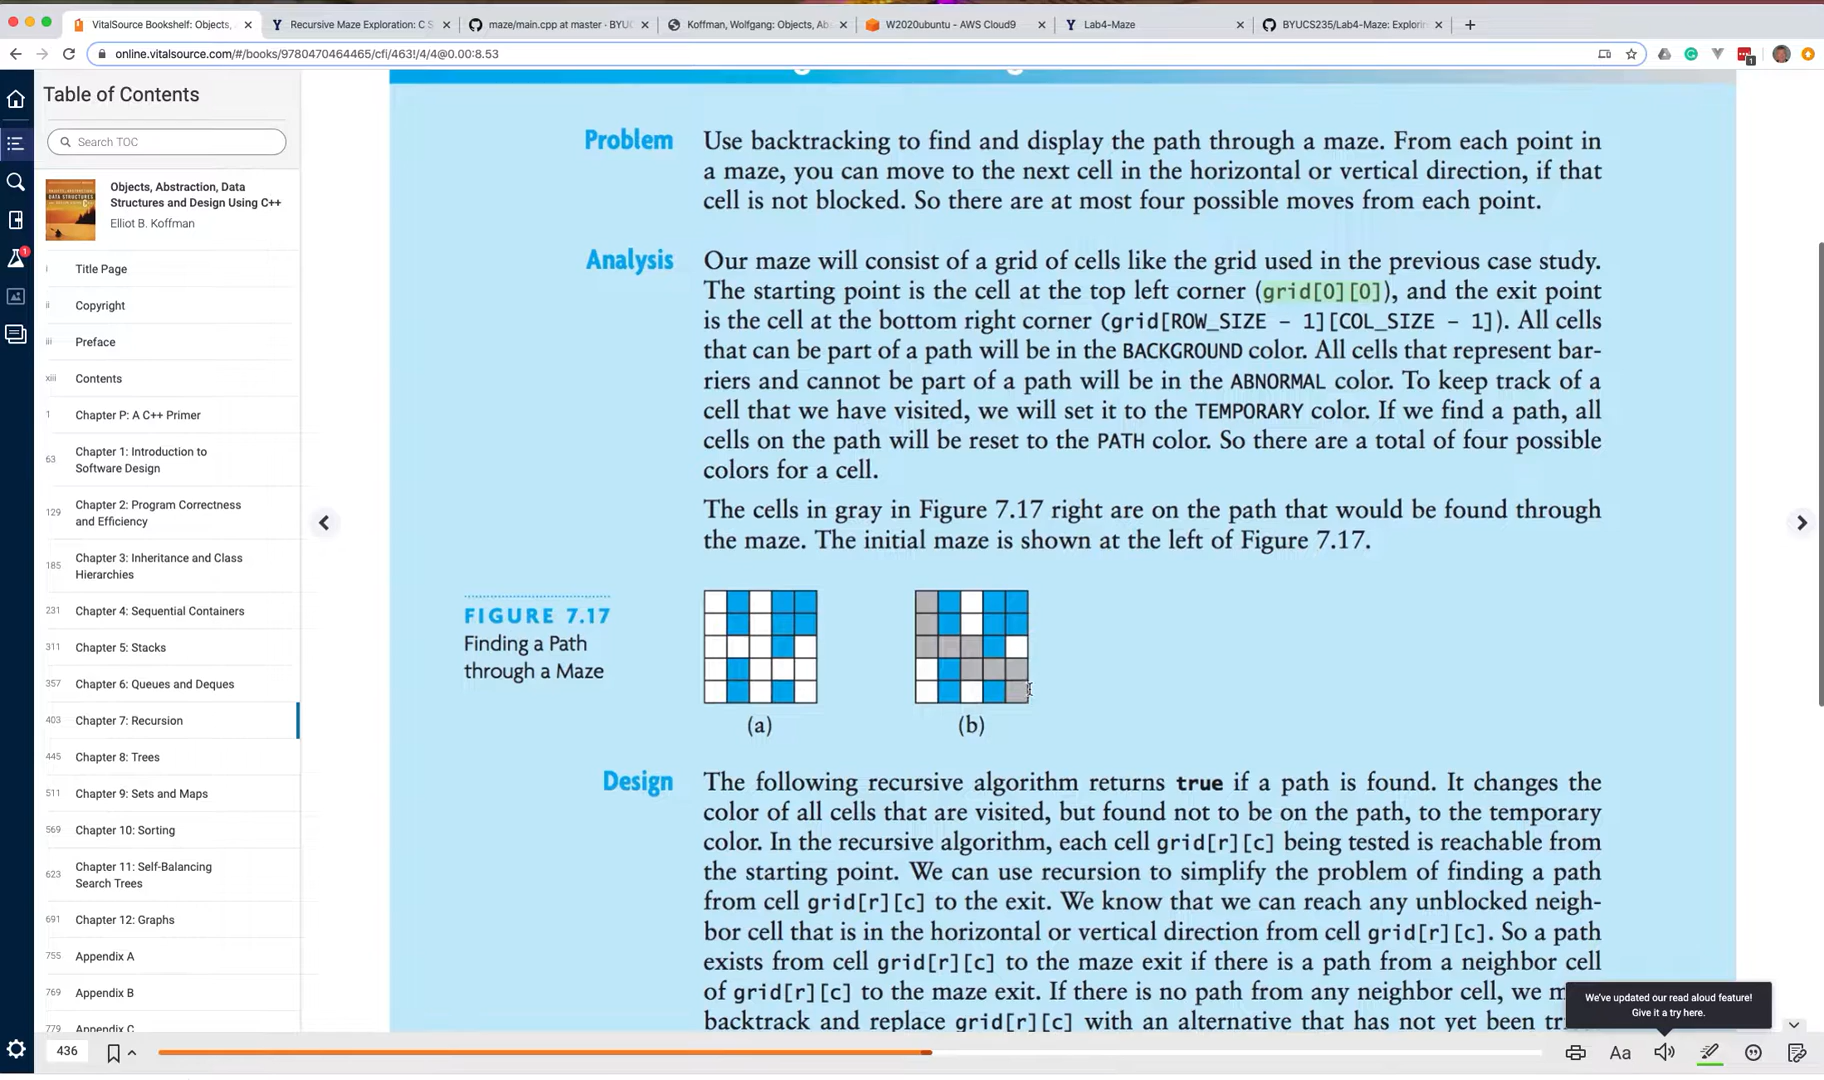 VitalSource Bookshelf: Objects,
Recursive Maze Exploration: C S
maze/main.cpp at master · BYUC
Koffman, Wolfgang: Objects, Ab
W2020ubuntu - AWS Cloud9
Lab4-Maze
BYUCS235/Lab4-Maze: Explorin
online.vitalsource.com/#/books/9780470464465/cfi/463!/4/4@0.00:8.53
1
Table of Contents
Search TOC
Objects, Abstraction, Data
Structures and Design Using C++
Elliot B. Koffman
1
i Title Page
ii Copyright
iii Preface
xiii Contents
1 Chapter P: A C++ Primer
63 Chapter 1: Introduction to
Software Design
129 Chapter 2: Program Correctness
and Efficiency
185 Chapter 3: Inheritance and Class
Hierarchies
231 Chapter 4: Sequential Containers
311 Chapter 5: Stacks
357 Chapter 6: Queues and Deques
403 Chapter 7: Recursion
445 Chapter 8: Trees
511 Chapter 9: Sets and Maps
569 Chapter 10: Sorting
623 Chapter 11: Self-Balancing
Search Trees
691 Chapter 12: Graphs
755 Appendix A
769 Appendix B
779 Appendix C
Problem Use backtracking to find and display the path through a maze. From each point in
a maze, you can move to the next cell in the horizontal or vertical direction, if that
cell is not blocked. So there are at most four possible moves from each point.
Analysis Our maze will consist of a grid of cells like the grid used in the previous case study.
The starting point is the cell at the top left corner (grid[0][0]), and the exit point
is the cell at the bottom right corner (grid[ROW_SIZE – 1][COL_SIZE – 1]). All cells
that can be part of a path will be in the BACKGROUND color. All cells that represent bar-
riers and cannot be part of a path will be in the ABNORMAL color. To keep track of a
cell that we have visited, we will set it to the TEMPORARY color. If we find a path, all
cells on the path will be reset to the PATH color. So there are a total of four possible
colors for a cell.
The cells in gray in Figure 7.17 right are on the path that would be found through
the maze. The initial maze is shown at the left of Figure 7.17.
FIGURE 7.17
Finding a Path
through a Maze
(a)
(b)
Design The following recursive algorithm returns true if a path is found. It changes the
color of all cells that are visited, but found not to be on the path, to the temporary
color. In the recursive algorithm, each cell grid[r][c] being tested is reachable from
the starting point. We can use recursion to simplify the problem of finding a path
from cell grid[r][c] to the exit. We know that we can reach any unblocked neigh-
bor cell that is in the horizontal or vertical direction from cell grid[r][c]. So a path
exists from cell grid[r][c] to the maze exit if there is a path from a neighbor cell
of grid[r][c] to the maze exit. If there is no path from any neighbor cell, we
backtrack and replace grid[r][c] with an alternative that has not yet been
We've updated our read aloud feature!
Give it a try here.
436
Aa